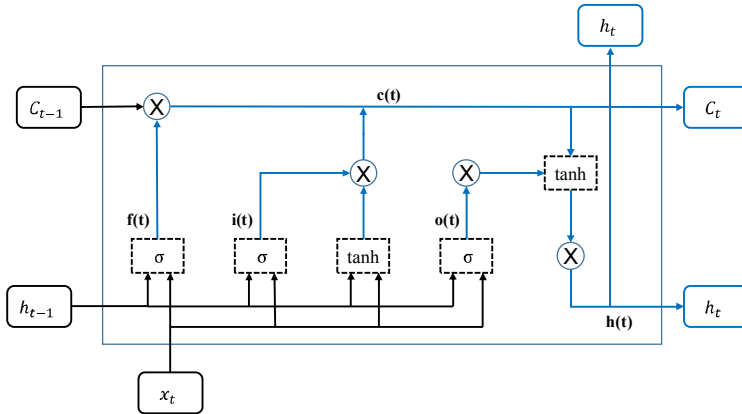 h_t
C_{t-1}
X
c(t)
C_t
X
X
tanh
f(t)
i(t)
o(t)
σ
σ
tanh
σ
X
h_{t-1}
h_t
h(t)
x_t